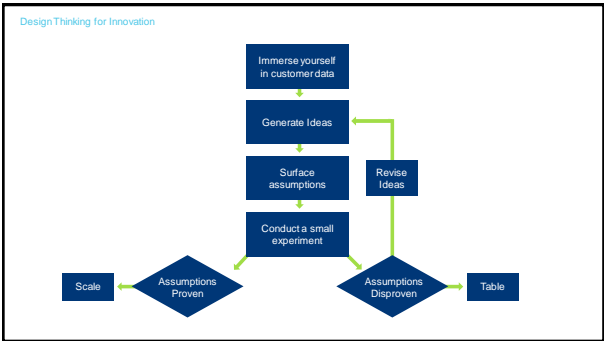 Design Thinking for Innovation
Immerse yourself
in customer data
Generate Ideas
Surface
assumptions
Revise
Ideas
Conduct a small
experiment
Scale
Assumptions
Proven
Assumptions
Disproven
Table